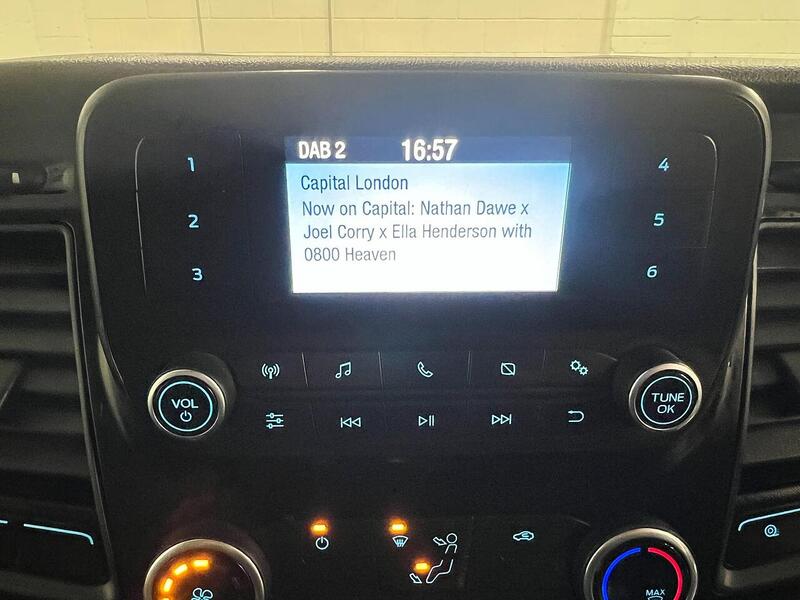 DAB 2 16:57
Capital London
Now on Capital: Nathan Dawe x
Joel Corry x Ella Henderson with
0800 Heaven
1
2
3
4
5
6
VOL
TUNE
OK
MAX